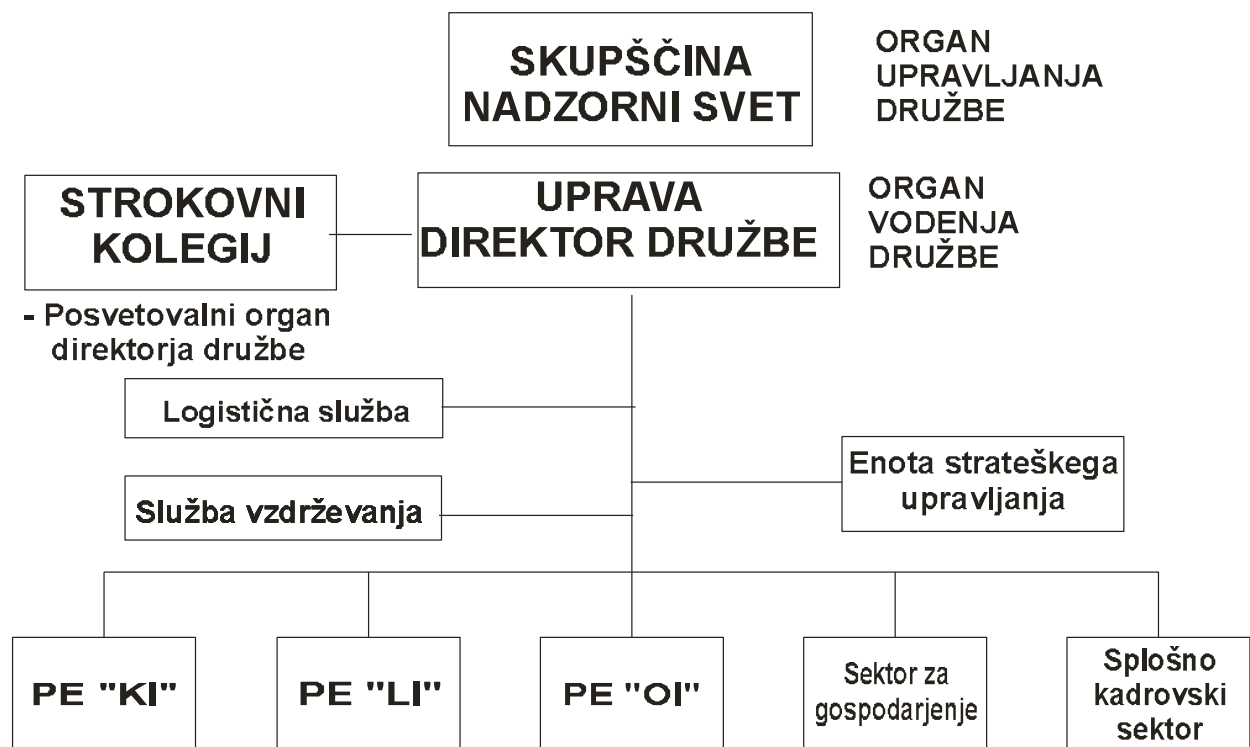 SKUPŠČINA
NADZORNI SVET
ORGAN
UPRAVLJANJA
DRUŽBE
STROKOVNI
KOLEGIJ
UPRAVA
DIREKTOR DRUŽBE
ORGAN
VODENJA
DRUŽBE
- Posvetovalni organ
direktorja družbe
Logistična služba
Enota strateškega
upravljanja
Služba vzdrževanja
PE "KI"
PE "LI"
PE "OI"
Sektor za
gospodarjenje
Splošno
kadrovski
sektor